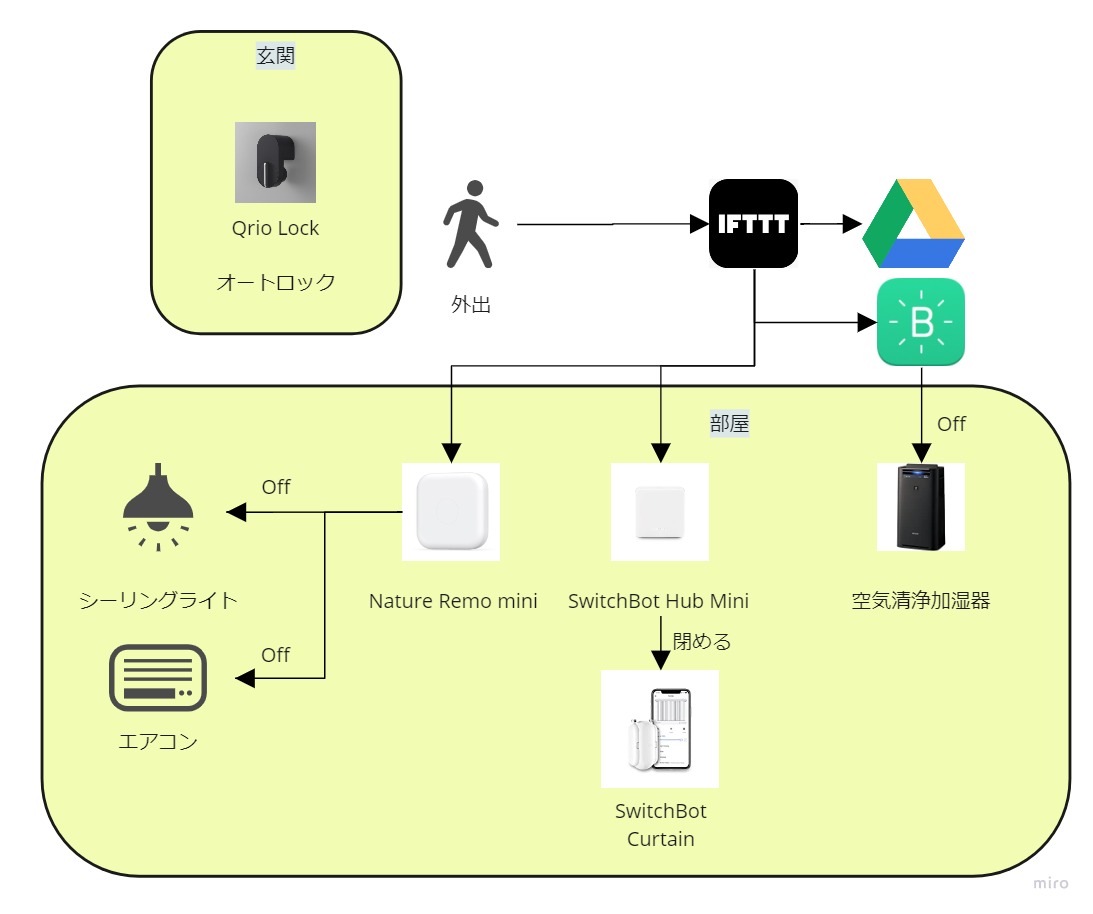 玄関
Qrio Lock
オートロック
外出
IFTTT
B
部屋
Off
Off
シーリングライト
Nature Remo mini
SwitchBot Hub Mini
空気清浄加湿器
閉める
Off
エアコン
SwitchBot
Curtain
miro